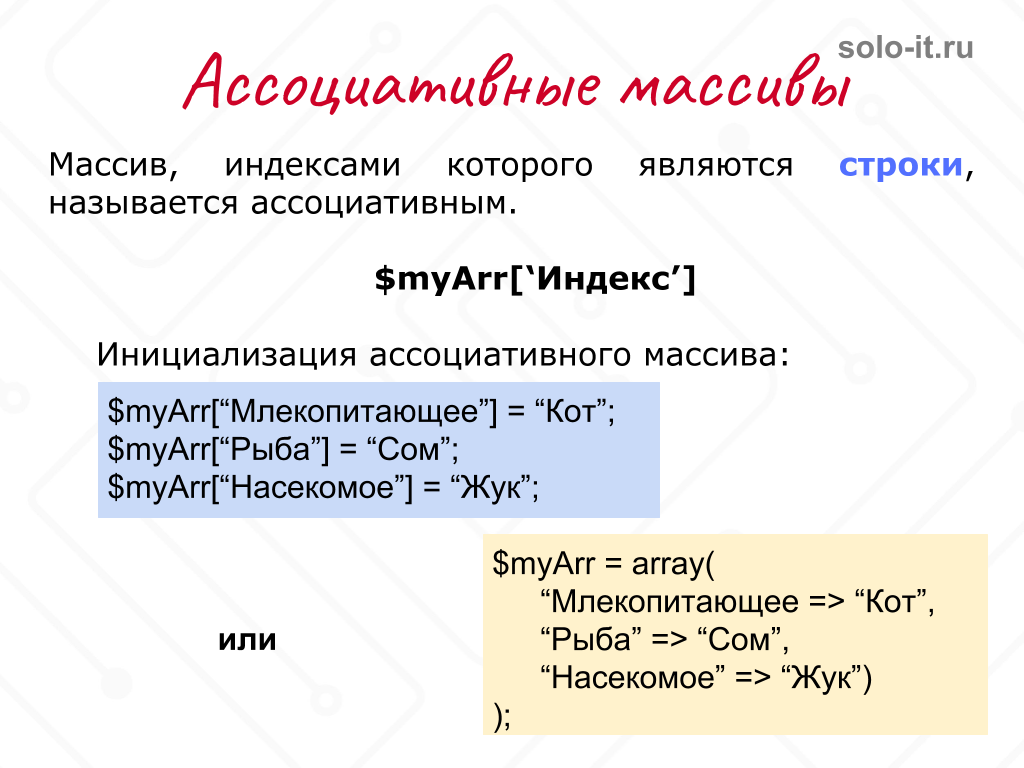 solo-it.ru
Ассоциативные массивы
Массив, индексами которого являются строки,
называется ассоциативным.
$myArr[‘Индекс’]
Инициализация ассоциативного массива:
$myArr[“Млекопитающее”] = “Кот”;
$myArr[“Рыба”] = “Сом”;
$myArr[“Насекомое”] = “Жук”;
или
$myArr = array(
“Млекопитающее => “Кот”,
“Рыба” => “Сом”,
“Насекомое” => “Жук”)
);